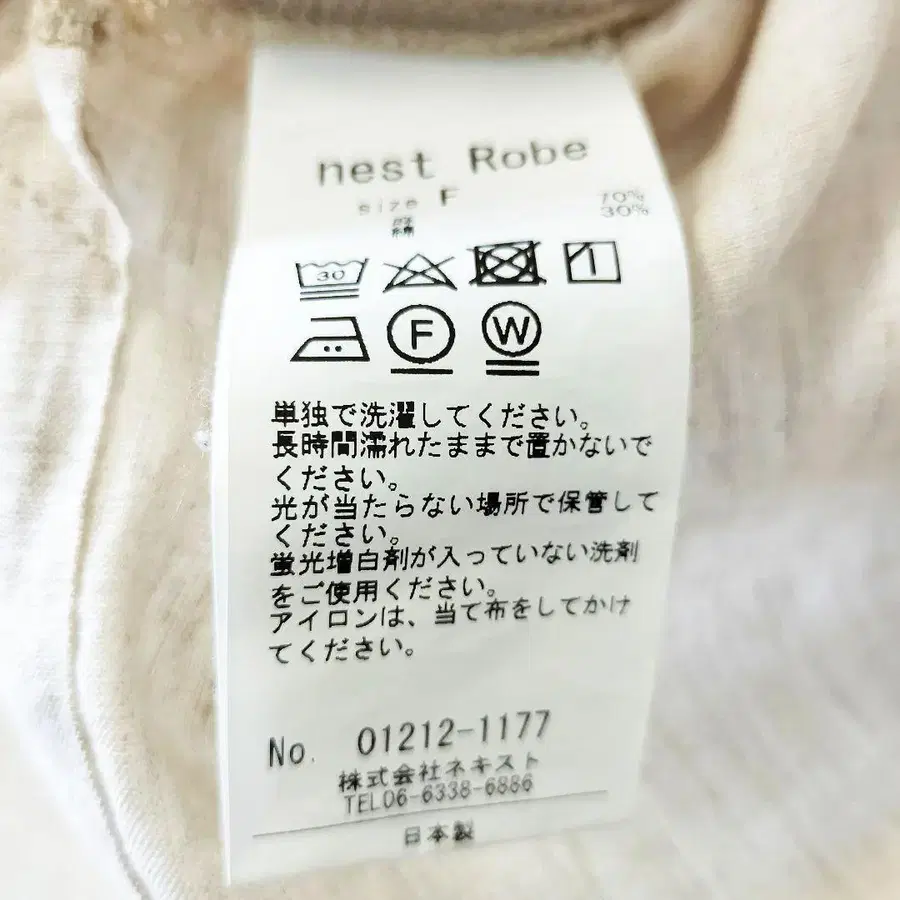 nest Robe
size F
麻 70%
綿 30%
30
F W
単独で洗濯してください。
長時間濡れたままで置かないで
ください。
光が当たらない場所で保管して
ください。
蛍光増白剤が入っていない洗剤
をご使用ください。
アイロンは、当て布をしてかけ
てください。
No. 01212-1177
株式会社ネキスト
TEL06-6338-6886
日本製